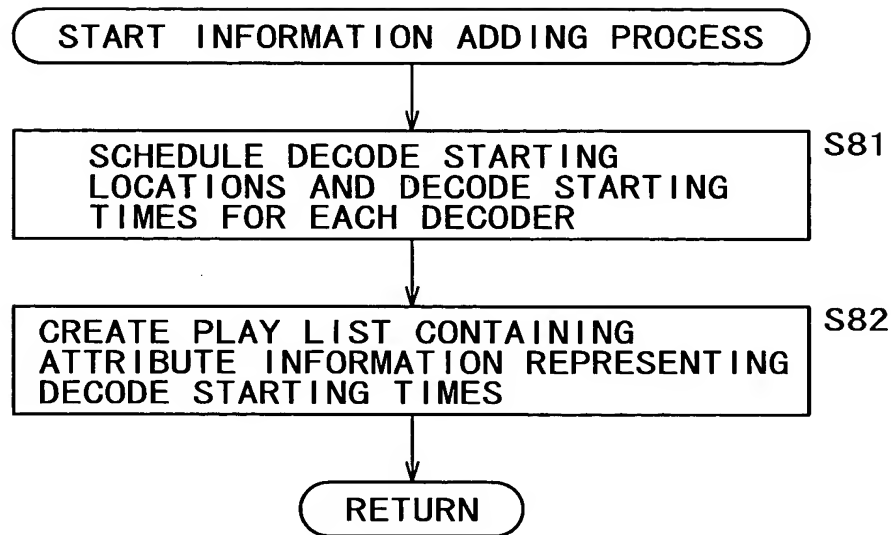 START INFORMATION ADDING PROCESS
SCHEDULE DECODE STARTING
LOCATIONS AND DECODE STARTING
TIMES FOR EACH DECODER
S81
CREATE PLAY LIST CONTAINING
ATTRIBUTE INFORMATION REPRESENTING
DECODE STARTING TIMES
S82
RETURN